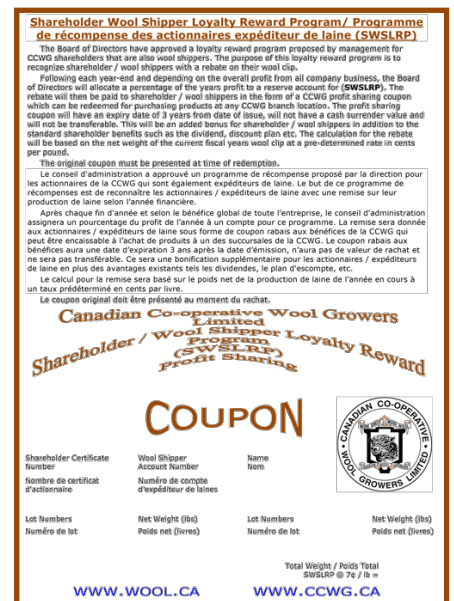 Shareholder Wool Shipper Loyalty Reward Program/ Programme
de récompense des actionnaires expéditeur de laine (SWSLRP)
The Board of Directors have approved a loyalty reward program proposed by management for
CCWG shareholders that are also wool shippers. The purpose of this loyalty reward program is to
recognize shareholder / wool shippers with a rebate on their wool clip.
Following each year-end and depending on the overall profit from all company business, the Board
of Directors will allocate a percentage of the years profit to a reserve account for (SWSLRP). The
rebate will then be paid to shareholder / wool shippers in the form of a CCWG profit sharing coupon
which can be redeemed for purchasing products at any CCWG branch location. The profit sharing
coupon will have an expiry date of 3 years from date of issue, will not have a cash surrender value and
will not be transferable. This will be an added bonus for shareholder / wool shippers in addition to the
standard shareholder benefits such as the dividend, discount plan etc. The calculation for the rebate
will be based on the net weight of the current fiscal years wool clip at a pre-determined rate in cents
per pound.
The original coupon must be presented at time of redemption.
Le conseil d'administration a approuvé un programme de récompense proposé par la direction pour
les actionnaires de la CCWG qui sont également expéditeurs de laine. Le but de ce programme de
récompenses est de reconnaître les actionnaires / expéditeurs de laine avec une remise sur leur
production de laine selon l'année financière.
Après chaque fin d'année et selon le bénéfice global de toute l'entreprise, le conseil d'administration
assignera un pourcentage du profit de l'année à un compte pour ce programme. La remise sera donnée
aux actionnaires / expéditeurs de laine sous forme de coupon rabais aux bénéfices de la CCWG qui
peut être encaissable à l'achat de produits à un des succursales de la CCWG. Le coupon rabais aux
bénéfices aura une date d'expiration 3 ans après la date d'émission, n'aura pas de valeur de rachat et
ne sera pas transférable. Ce sera une bonification supplémentaire pour les actionnaires / expéditeurs
de laine en plus des avantages existants tels les dividendes, le plan d'escompte, etc.
Le calcul pour la remise sera basé sur le poids net de la production de laine de l'année en cours à
un taux prédéterminé en cents par livre.
Le coupon original doit être présenté au moment du rachat.
Canadian Co-operative Wool Growers
Limited
Shareholder / Wool Shipper Loyalty Reward
Program
(SWSLRP)
Profit Sharing
COUPON
CANADIAN CO-OPERATIVE
WOOL GROWERS LIMITED
Shareholder Certificate Wool Shipper Name
Number Account Number Nom
Nombre de certificat Numéro de compte
d'actionnaire d'expéditeur de laines
Lot Numbers Net Weight (lbs) Lot Numbers Net Weight (lbs)
Numéro de lot Poids net (livres) Numéro de lot Poids net (livres)
Total Weight / Poids Total
SWSLRP @ 7¢ / lb =
WWW.WOOL.CA WWW.CCWG.CA